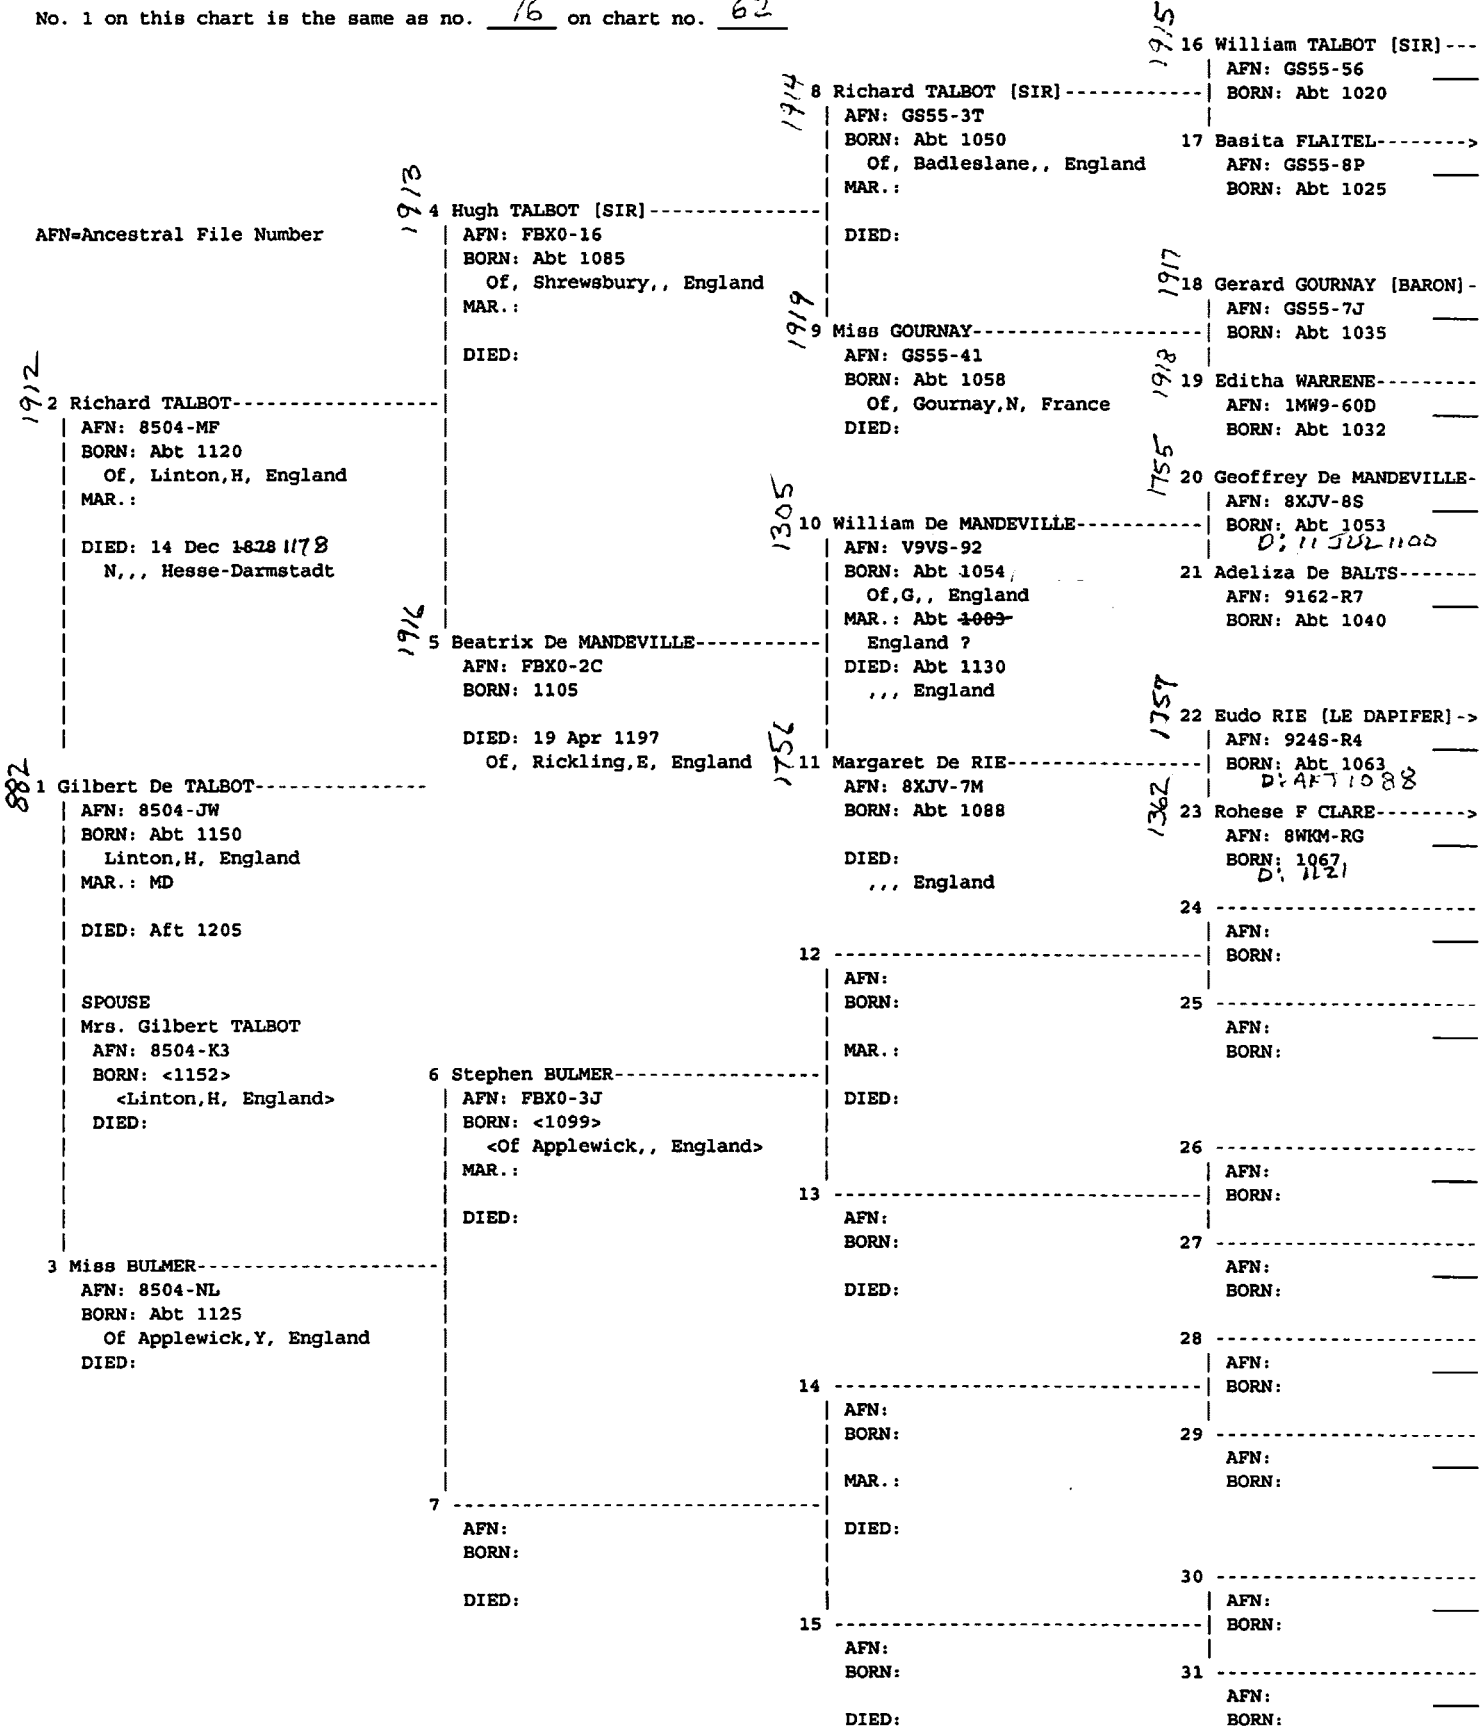 No. 1 on this chart is the same as no. 16 on chart no. 62
AFN=Ancestral File Number
882
1 Gilbert De TALBOT----------------
AFN: 8504-JW
BORN: Abt 1150
Linton,H, England
MAR.: MD
DIED: Aft 1205
SPOUSE
Mrs. Gilbert TALBOT
AFN: 8504-K3
BORN: <1152>
<Linton,H, England>
DIED:
1912
2 Richard TALBOT------------------
AFN: 8504-MF
BORN: Abt 1120
Of, Linton,H, England
MAR.:
DIED: 14 Dec 1828 1178
N,,, Hesse-Darmstadt
3 Miss BULMER---------------------
AFN: 8504-NL
BORN: Abt 1125
Of Applewick,Y, England
DIED:
1913
4 Hugh TALBOT [SIR]---------------
AFN: FBX0-16
BORN: Abt 1085
Of, Shrewsbury,, England
MAR.:
DIED:
1916
5 Beatrix De MANDEVILLE-----------
AFN: FBX0-2C
BORN: 1105
DIED: 19 Apr 1197
Of, Rickling,E, England
6 Stephen BULMER------------------
AFN: FBX0-3J
BORN: <1099>
<Of Applewick,, England>
MAR.:
DIED:
7 --------------------------------
AFN:
BORN:
DIED:
1914
8 Richard TALBOT [SIR]------------
AFN: GS55-3T
BORN: Abt 1050
Of, Badleslane,, England
MAR.:
DIED:
1919
9 Miss GOURNAY--------------------
AFN: GS55-41
BORN: Abt 1058
Of, Gournay,N, France
DIED:
1305
10 William De MANDEVILLE-----------
AFN: V9VS-92
BORN: Abt 1054
Of,G,, England
MAR.: Abt 1083
England ?
DIED: Abt 1130
,,, England
1756
11 Margaret De RIE-----------------
AFN: 8XJV-7M
BORN: Abt 1088
DIED:
,,, England
12 --------------------------------
AFN:
BORN:
MAR.:
DIED:
13 --------------------------------
AFN:
BORN:
DIED:
14 --------------------------------
AFN:
BORN:
MAR.:
DIED:
15 --------------------------------
AFN:
BORN:
DIED:
1915
16 William TALBOT [SIR]---
AFN: GS55-56
BORN: Abt 1020
17 Basita FLAITEL-------->
AFN: GS55-8P
BORN: Abt 1025
1917
18 Gerard GOURNAY [BARON]-
AFN: GS55-7J
BORN: Abt 1035
1918
19 Editha WARRENE---------
AFN: 1MW9-60D
BORN: Abt 1032
1755
20 Geoffrey De MANDEVILLE-
AFN: 8XJV-8S
BORN: Abt 1053
D: 11 JUL 1100
21 Adeliza De BALTS-------
AFN: 9162-R7
BORN: Abt 1040
1757
22 Eudo RIE [LE DAPIFER]->
AFN: 924S-R4
BORN: Abt 1063
D: AFT 1088
1362
23 Rohese F CLARE-------->
AFN: 8WKM-RG
BORN: 1067
D: 1121
24 -----------------------
AFN:
BORN:
25 -----------------------
AFN:
BORN:
26 -----------------------
AFN:
BORN:
27 -----------------------
AFN:
BORN:
28 -----------------------
AFN:
BORN:
29 -----------------------
AFN:
BORN:
30 -----------------------
AFN:
BORN:
31 -----------------------
AFN:
BORN: